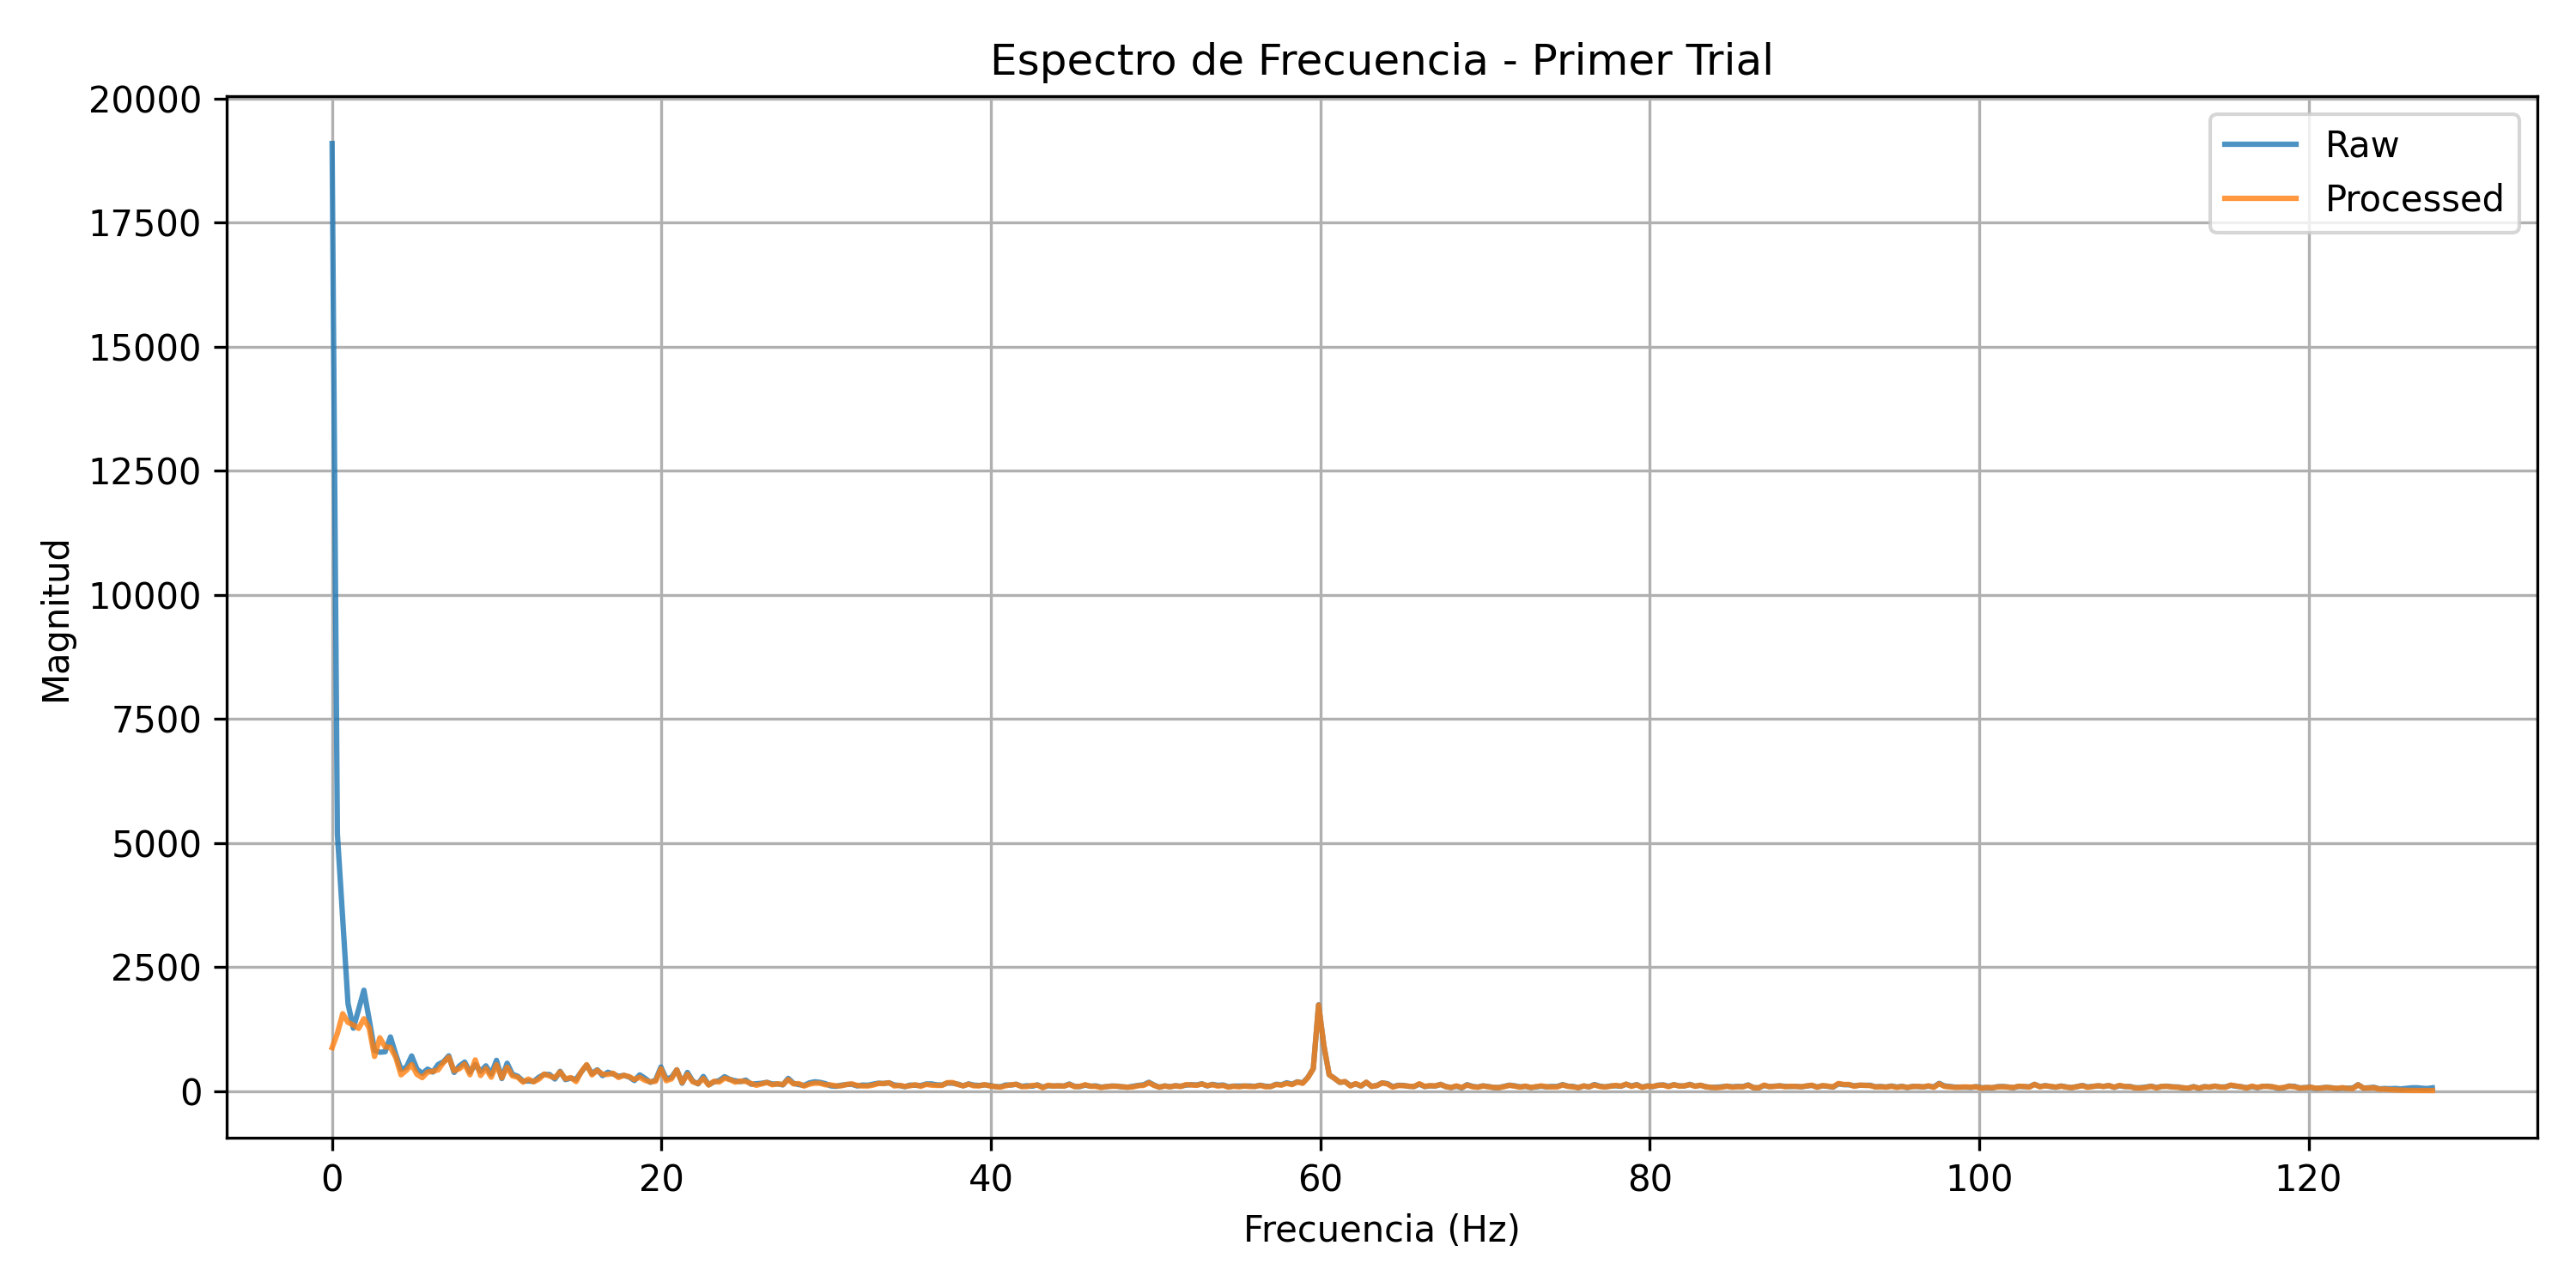 Espectro de Frecuencia - Primer Trial
20000
17500
15000
12500
10000
7500
5000
2500
0
Magnitud
Raw
Processed
0 20 40 60 80 100 120
Frecuencia (Hz)